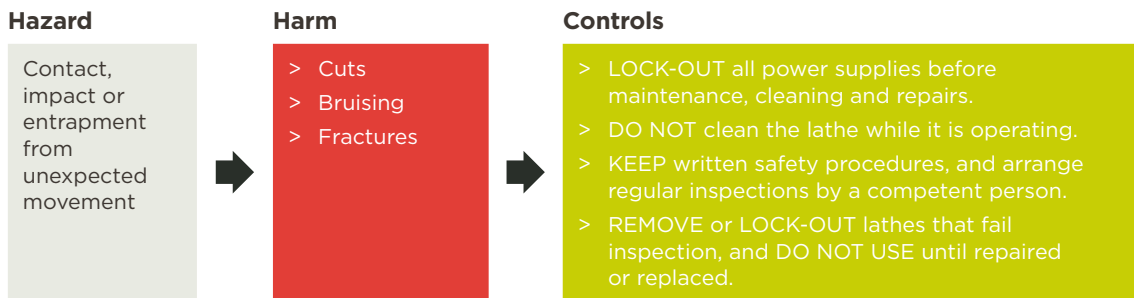 Hazard
Contact,
impact or
entrapment
from
unexpected
movement
Harm
> Cuts
> Bruising
> Fractures
Controls
> LOCK-OUT all power supplies before
maintenance, cleaning and repairs.
> DO NOT clean the lathe while it is operating.
> KEEP written safety procedures, and arrange
regular inspections by a competent person.
> REMOVE or LOCK-OUT lathes that fail
inspection, and DO NOT USE until repaired
or replaced.